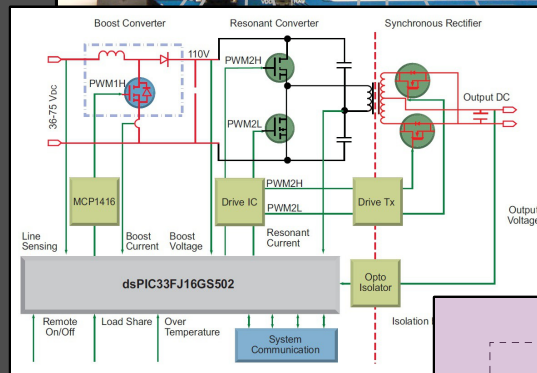 Boost Converter
Resonant Converter
Synchronous Rectifier
110V
PWM2H
PWM1H
36-75 VDC
Output DC
PWM2L
MCP1416
Drive IC
PWM2H
PWM2L
Drive Tx
Line
Sensing
Boost
Current
Boost
Voltage
Resonant
Current
Output
Voltage
dsPIC33FJ16GS502
Opto
Isolator
Remote
On/Off
Load Share
Over
Temperature
System
Communication
Isolation